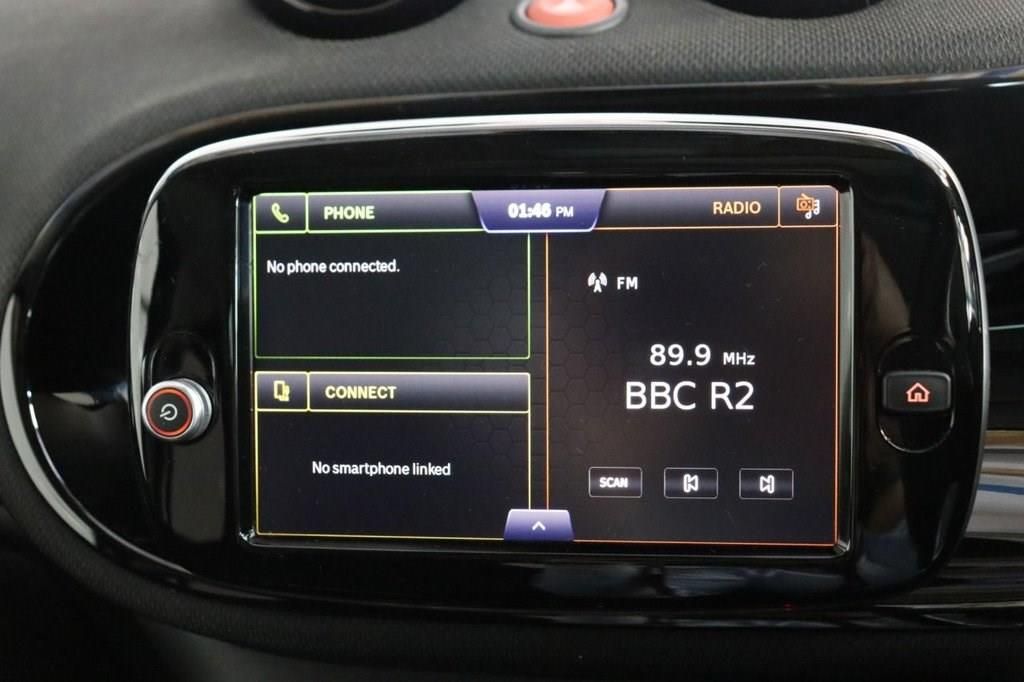 PHONE
01:46 PM
RADIO
No phone connected.
FM
89.9 MHz
BBC R2
CONNECT
No smartphone linked
SCAN